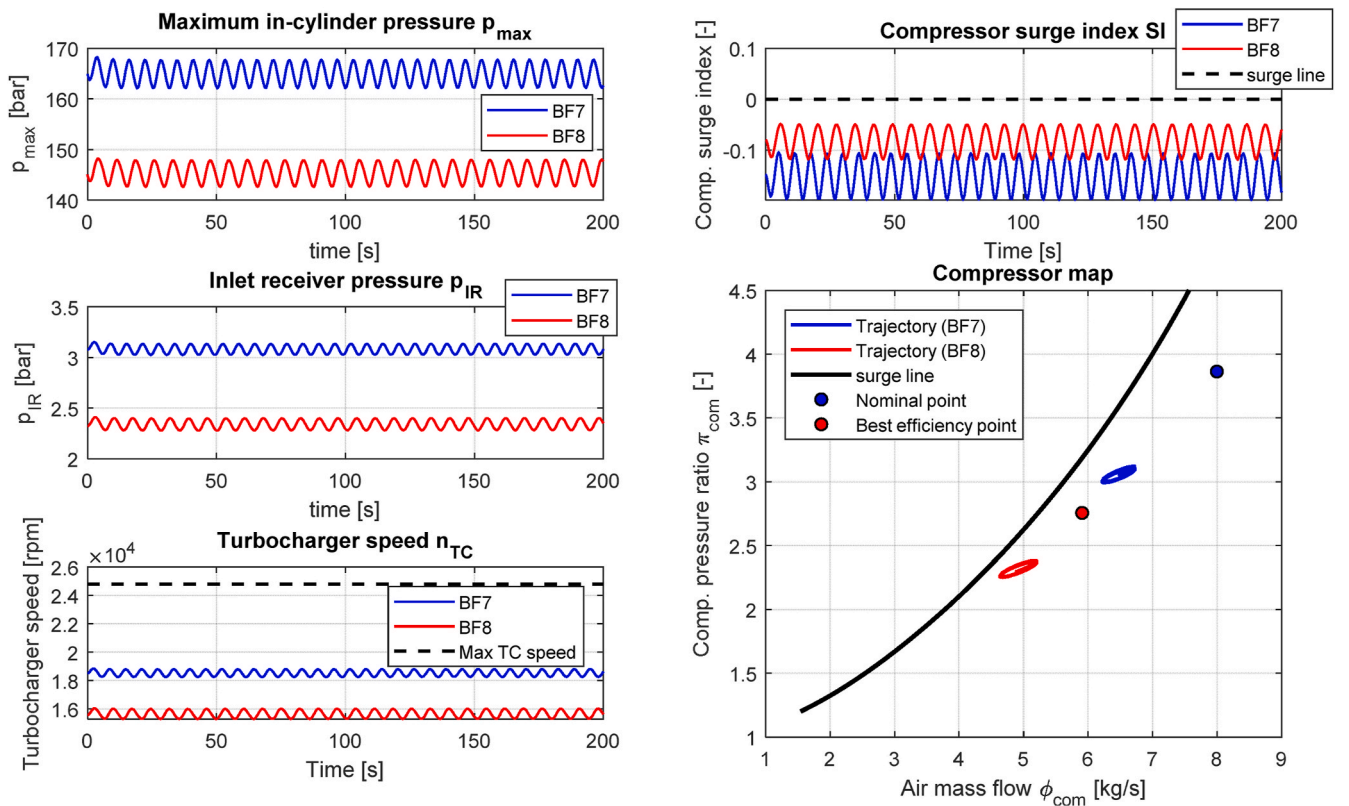 Maximum in-cylinder pressure p_max
p_max [bar]
170
160
150
140
BF7
BF8
0 50 100 150 200
time [s]
Inlet receiver pressure p_IR
p_IR [bar]
3.5
3
2.5
2
BF7
BF8
0 50 100 150 200
time [s]
Turbocharger speed n_TC
Turbocharger speed [rpm]
×10^4
2.6
2.4
2.2
2
1.8
1.6
BF7
BF8
Max TC speed
0 50 100 150 200
Time [s]
Compressor surge index SI
Comp. surge index [-]
0.1
0
-0.1
BF7
BF8
surge line
0 50 100 150 200
Time [s]
Compressor map
Comp. pressure ratio π_com [-]
4.5
4
3.5
3
2.5
2
1.5
1
Trajectory (BF7)
Trajectory (BF8)
surge line
Nominal point
Best efficiency point
1 2 3 4 5 6 7 8 9
Air mass flow ϕ_com [kg/s]